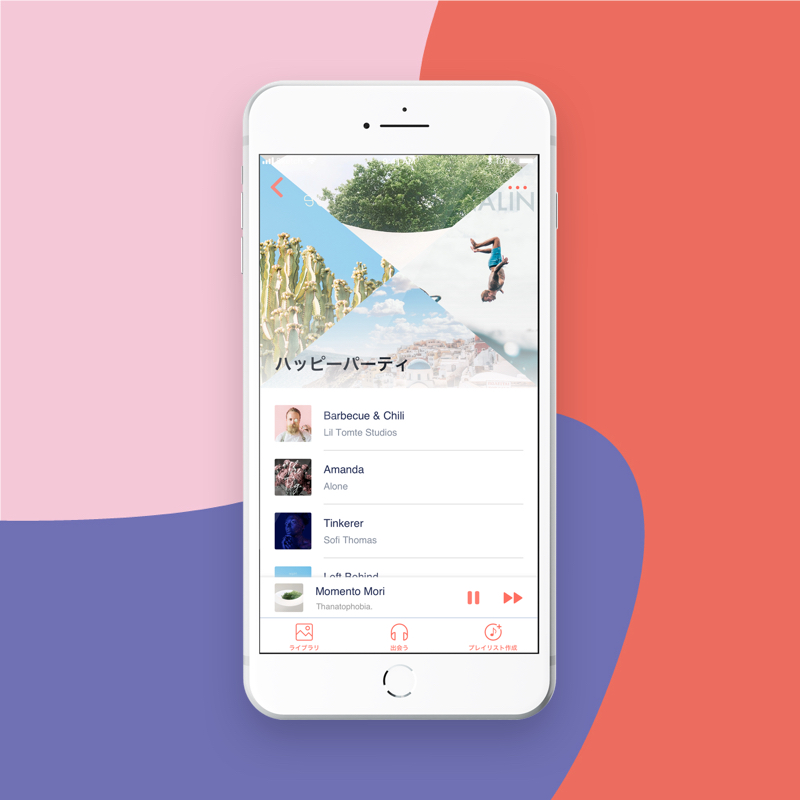 ALIN
ハッピーパーティ
Barbecue & Chili
Lil Tomte Studios
Amanda
Alone
Tinkerer
Sofi Thomas
Left Behind
Momento Mori
Thanatophobia.
ライブラリ
出会う
プレイリスト作成